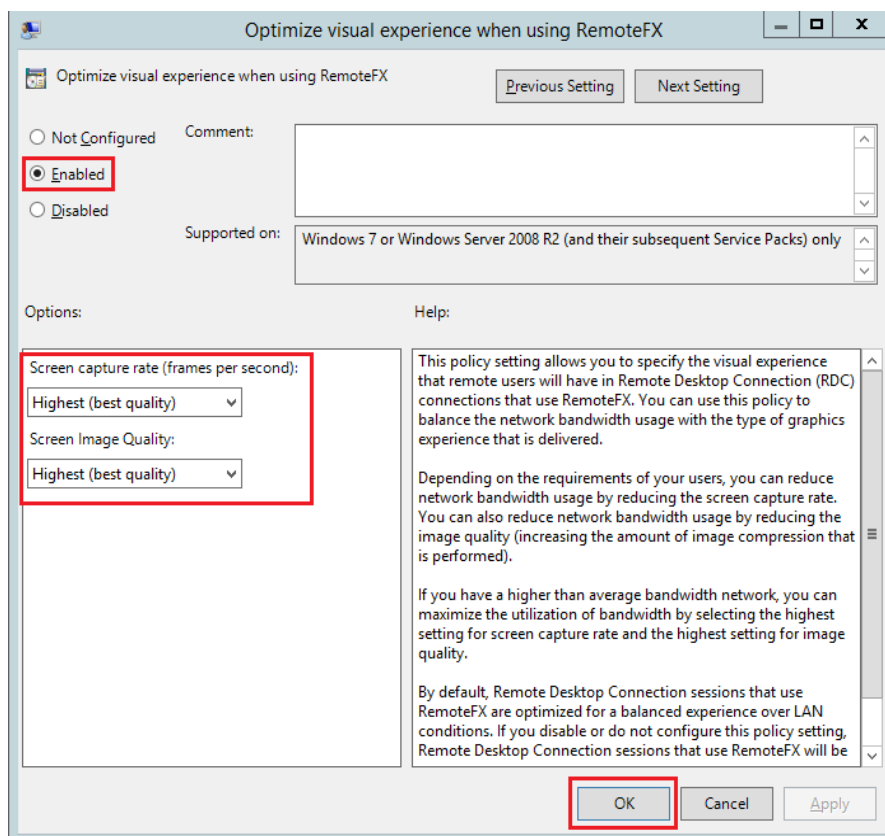 Optimize visual experience when using RemoteFX
Optimize visual experience when using RemoteFX
Previous Setting
Next Setting
Not Configured
Comment:
Enabled
Disabled
Supported on:
Windows 7 or Windows Server 2008 R2 (and their subsequent Service Packs) only
Options:
Help:
Screen capture rate (frames per second):
Highest (best quality)
Screen Image Quality:
Highest (best quality)
This policy setting allows you to specify the visual experience
that remote users will have in Remote Desktop Connection (RDC)
connections that use RemoteFX. You can use this policy to
balance the network bandwidth usage with the type of graphics
experience that is delivered.
Depending on the requirements of your users, you can reduce
network bandwidth usage by reducing the screen capture rate.
You can also reduce network bandwidth usage by reducing the
image quality (increasing the amount of image compression that
is performed).
If you have a higher than average bandwidth network, you can
maximize the utilization of bandwidth by selecting the highest
setting for screen capture rate and the highest setting for image
quality.
By default, Remote Desktop Connection sessions that use
RemoteFX are optimized for a balanced experience over LAN
conditions. If you disable or do not configure this policy setting,
Remote Desktop Connection sessions that use RemoteFX will be
OK
Cancel
Apply